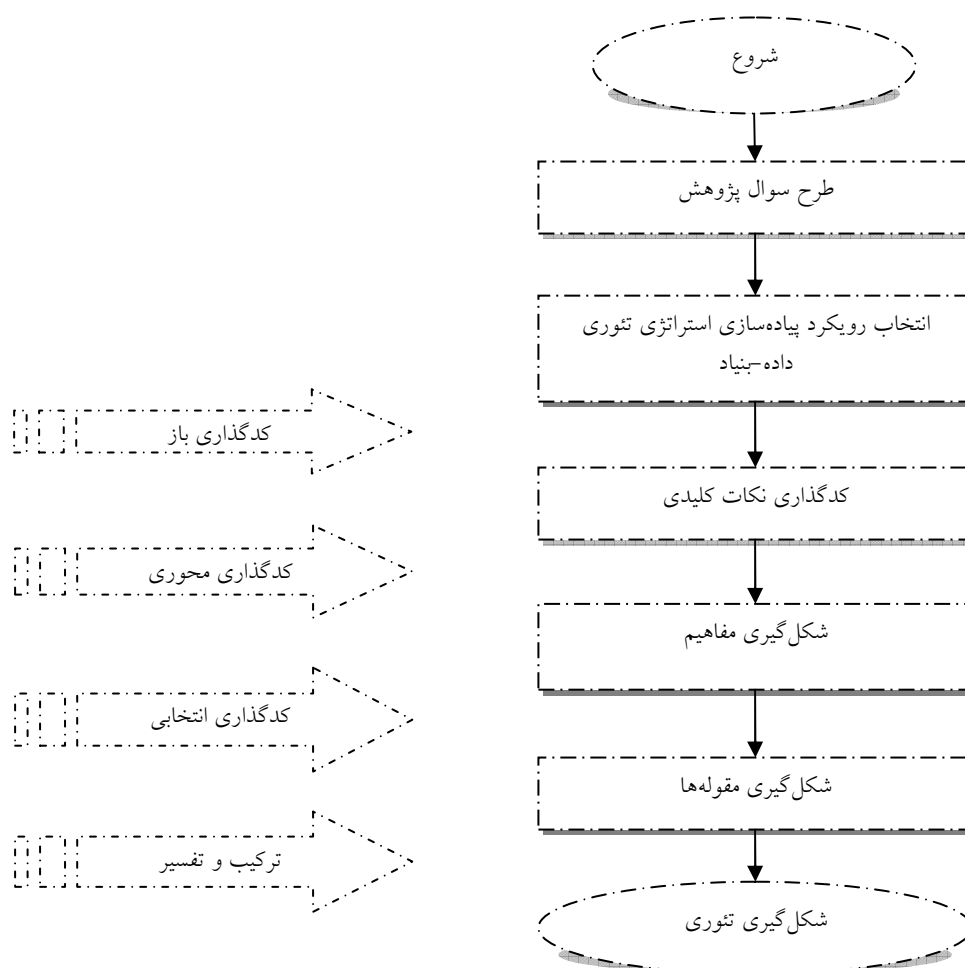 شروع
طرح سوال پژوهش
انتخاب رویکرد پیاده‌سازی استراتژی تئوری
داده-بنیاد
کدگذاری باز
کدگذاری نکات کلیدی
کدگذاری محوری
شکل‌گیری مفاهیم
کدگذاری انتخابی
شکل‌گیری مقوله‌ها
ترکیب و تفسیر
شکل‌گیری تئوری